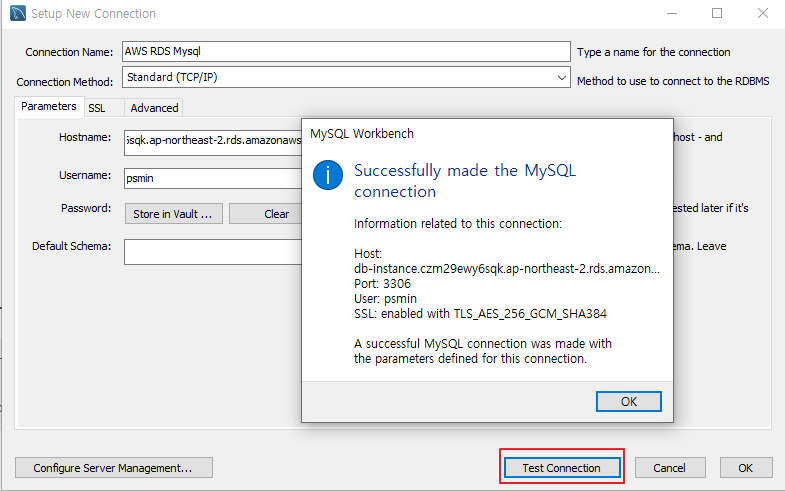 Setup New Connection
Connection Name: AWS RDS Mysql Type a name for the connection
Connection Method: Standard (TCP/IP) Method to use to connect to the RDBMS
Parameters SSL Advanced
Hostname: sqk.ap-northeast-2.rds.amazonaws host - and
Username: psmin
Password: Store in Vault ... Clear ested later if it's
Default Schema: ema. Leave
MySQL Workbench
Successfully made the MySQL
connection
Information related to this connection:
Host:
db-instance.czm29ewy6sqk.ap-northeast-2.rds.amazon...
Port: 3306
User: psmin
SSL: enabled with TLS_AES_256_GCM_SHA384
A successful MySQL connection was made with
the parameters defined for this connection.
OK
Configure Server Management... Test Connection Cancel OK